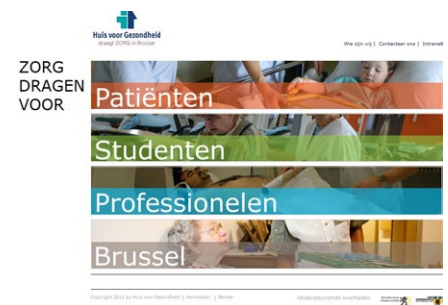 Huis voor Gezondheid
draagt ZORG in Brussel
Wie zijn wij | Contacteer ons | Intranet
ZORG
DRAGEN
VOOR
Patiënten
Studenten
Professionelen
Brussel
Copyright 2011 by Huis voor Gezondheid | Aanmelden | Beheer
Ondersteunende overheden